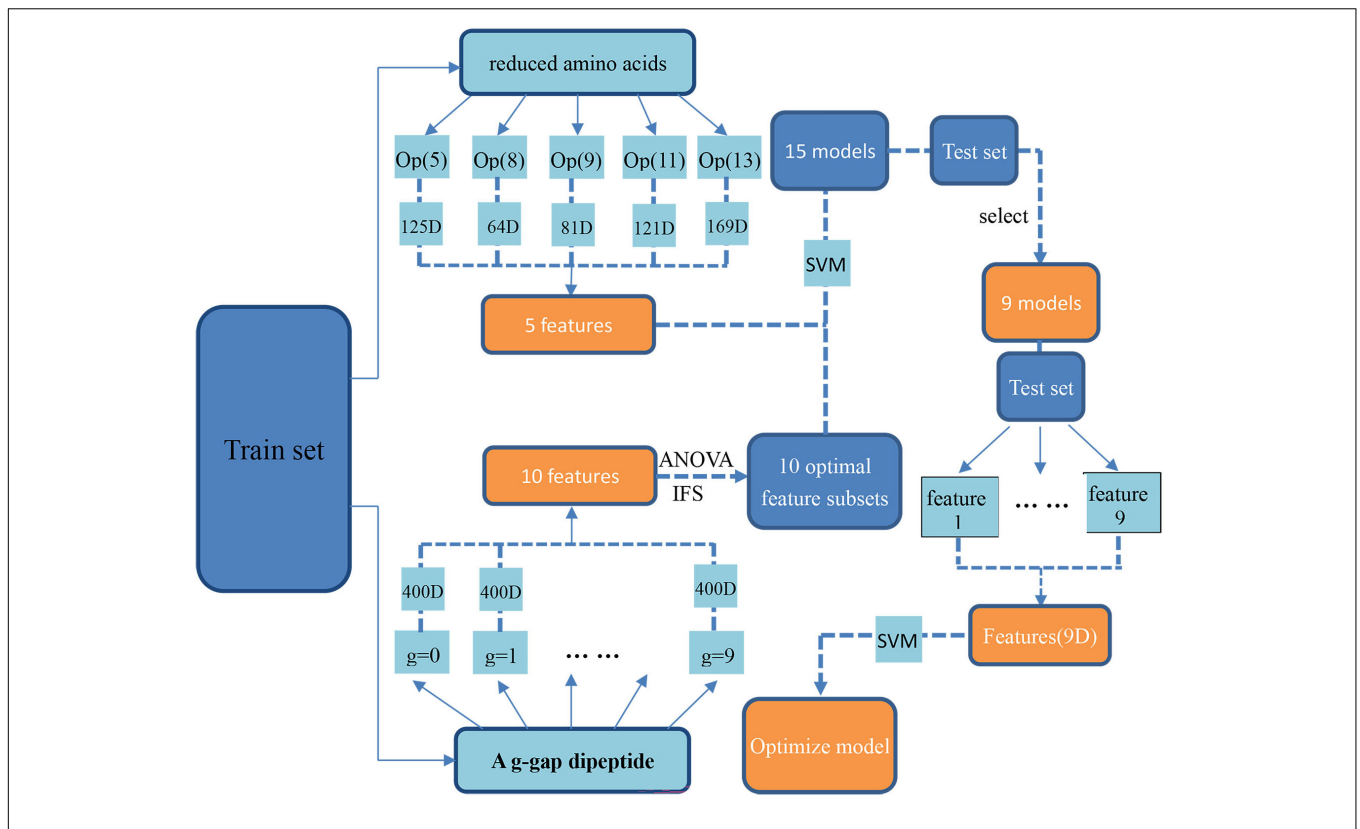 reduced amino acids
Op(5) Op(8) Op(9) Op(11) Op(13)
125D 64D 81D 121D 169D
5 features
Train set
10 features
ANOVA
IFS
10 optimal
feature subsets
400D 400D 400D
g=0 g=1 … … g=9
A g-gap dipeptide
SVM
15 models
Test set
select
9 models
Test set
feature
1
… …
feature
9
Features(9D)
SVM
Optimize model